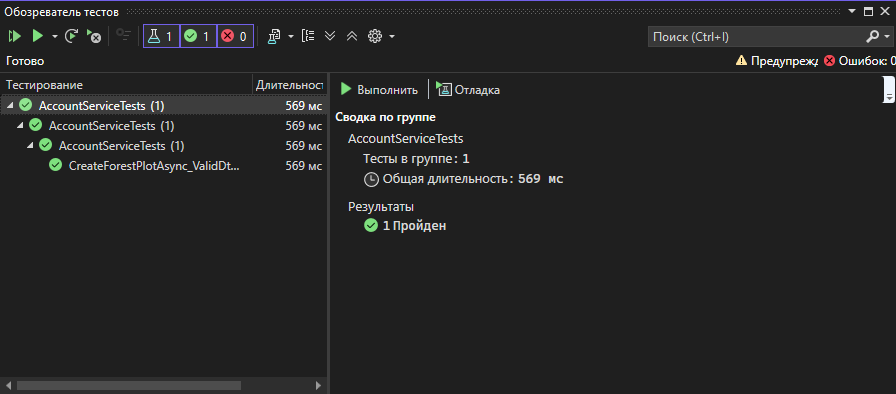 Обозреватель тестов
1 1 0 Поиск (Ctrl+I)
Готово Предупрежд Ошибок: 0
Тестирование Длительност
AccountServiceTests (1) 569 мс
AccountServiceTests (1) 569 мс
AccountServiceTests (1) 569 мс
CreateForestPlotAsync_ValidDt... 569 мс
Выполнить Отладка
Сводка по группе
AccountServiceTests
Тесты в группе: 1
Общая длительность: 569 мс
Результаты
1 Пройден